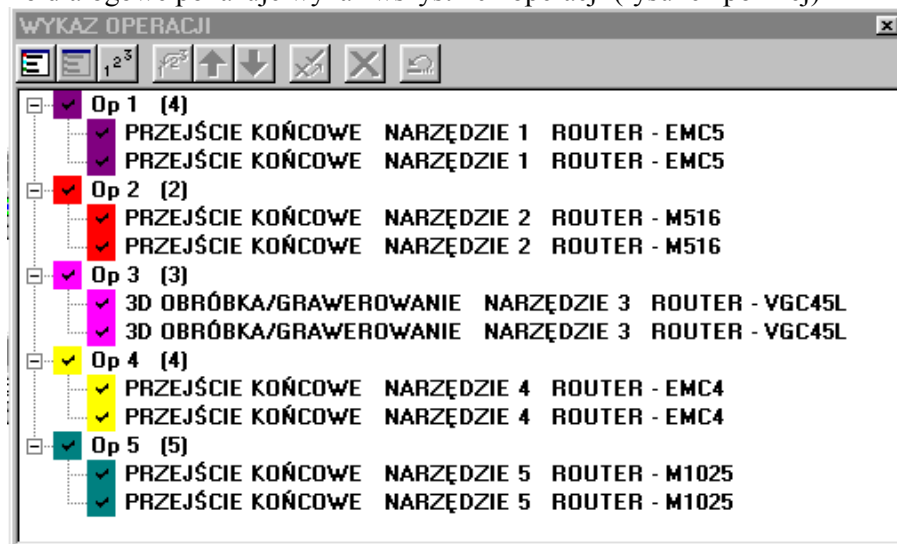 WYKAZ OPERACJI
1 2 3
Op 1 (4)
PRZEJŚCIE KOŃCOWE NARZĘDZIE 1 ROUTER - EMC5
PRZEJŚCIE KOŃCOWE NARZĘDZIE 1 ROUTER - EMC5
Op 2 (2)
PRZEJŚCIE KOŃCOWE NARZĘDZIE 2 ROUTER - M516
PRZEJŚCIE KOŃCOWE NARZĘDZIE 2 ROUTER - M516
Op 3 (3)
3D OBRÓBKA/GRAWEROWANIE NARZĘDZIE 3 ROUTER - VGC45L
3D OBRÓBKA/GRAWEROWANIE NARZĘDZIE 3 ROUTER - VGC45L
Op 4 (4)
PRZEJŚCIE KOŃCOWE NARZĘDZIE 4 ROUTER - EMC4
PRZEJŚCIE KOŃCOWE NARZĘDZIE 4 ROUTER - EMC4
Op 5 (5)
PRZEJŚCIE KOŃCOWE NARZĘDZIE 5 ROUTER - M1025
PRZEJŚCIE KOŃCOWE NARZĘDZIE 5 ROUTER - M1025